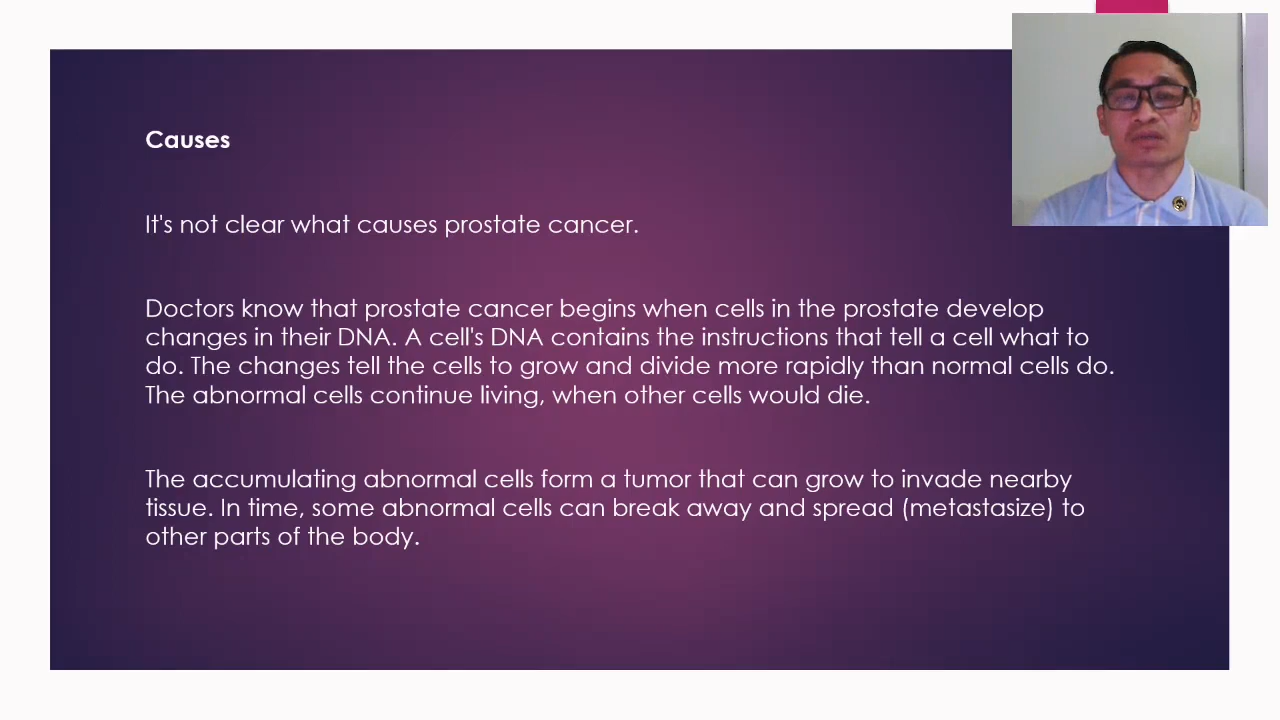 Causes
It's not clear what causes prostate cancer.
Doctors know that prostate cancer begins when cells in the prostate develop
changes in their DNA. A cell's DNA contains the instructions that tell a cell what to
do. The changes tell the cells to grow and divide more rapidly than normal cells do.
The abnormal cells continue living, when other cells would die.
The accumulating abnormal cells form a tumor that can grow to invade nearby
tissue. In time, some abnormal cells can break away and spread (metastasize) to
other parts of the body.